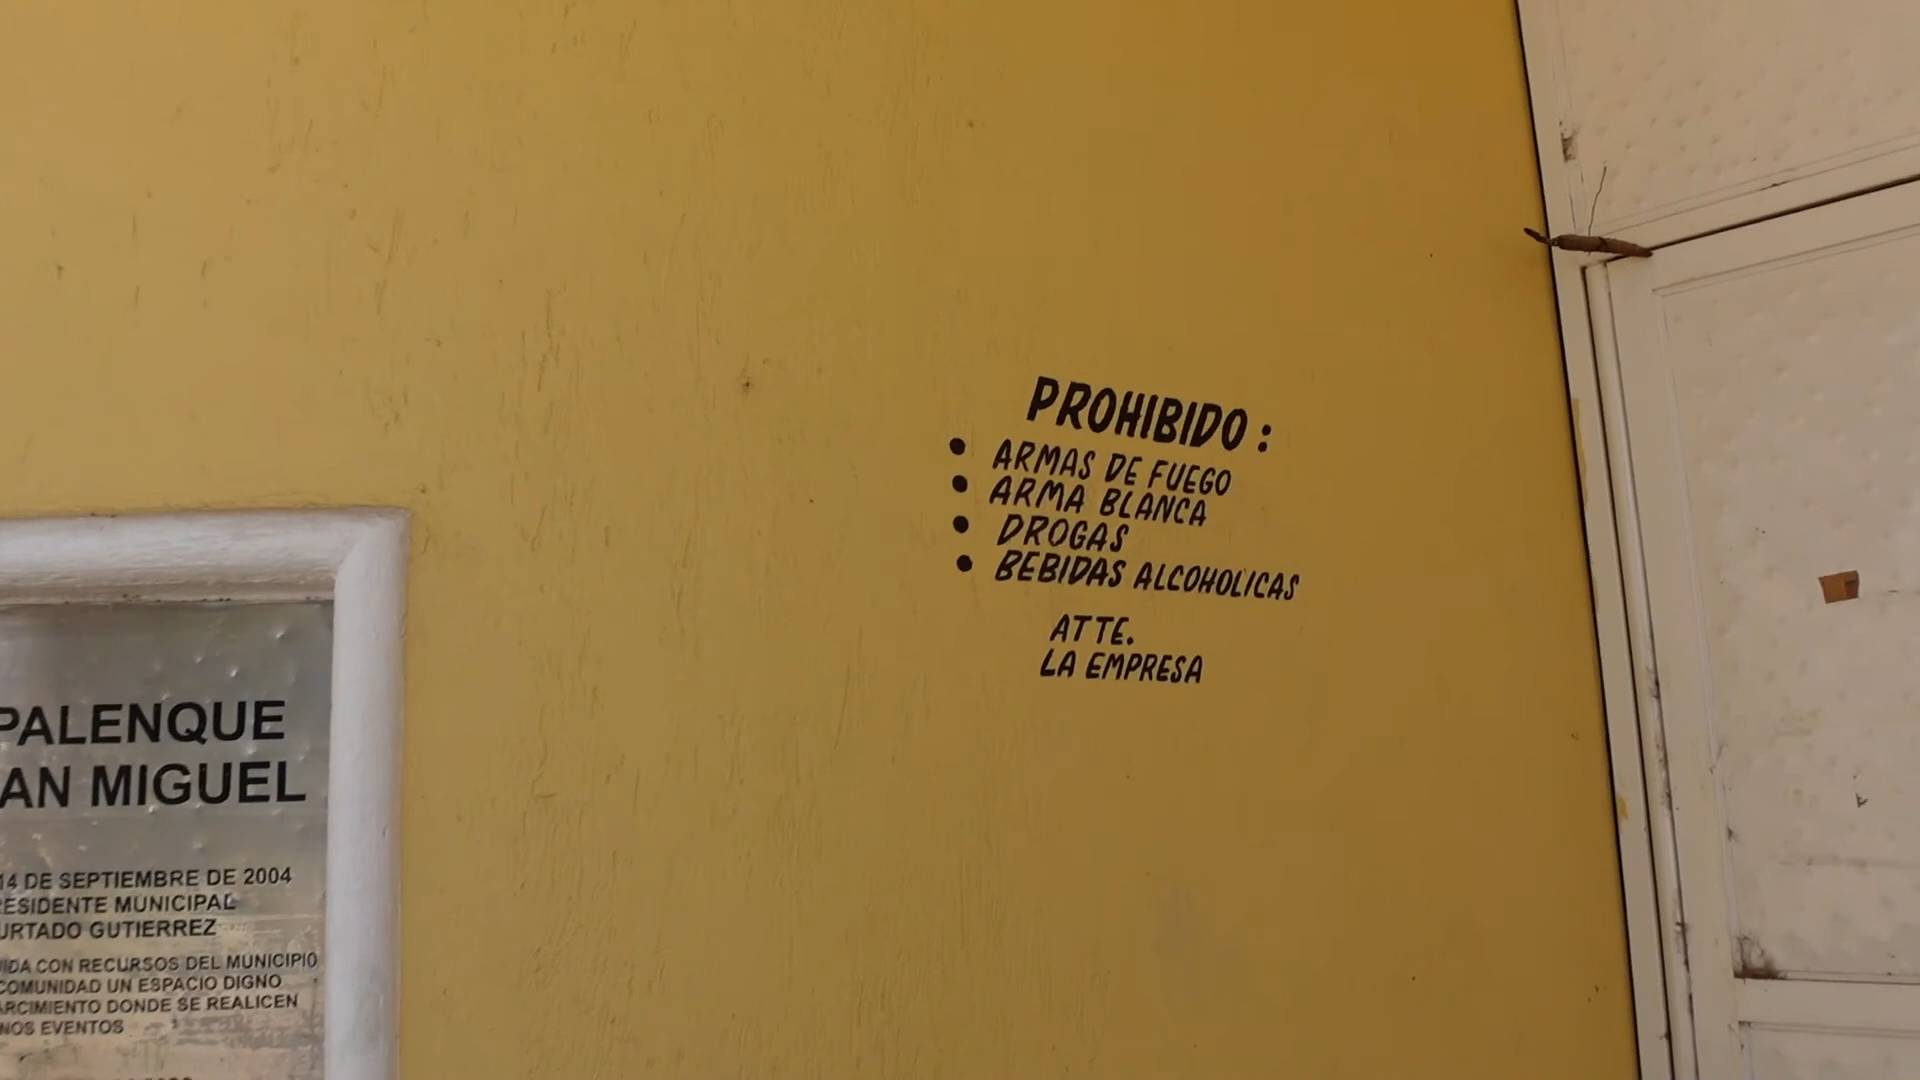 PROHIBIDO :
• ARMAS DE FUEGO
• ARMA BLANCA
• DROGAS
• BEBIDAS ALCOHOLICAS
ATTE.
LA EMPRESA
PALENQUE
AN MIGUEL
14 DE SEPTIEMBRE DE 2004
RESIDENTE MUNICIPAL
URTADO GUTIERREZ
IDA CON RECURSOS DEL MUNICIPIO
COMUNIDAD UN ESPACIO DIGNO
ARCIMIENTO DONDE SE REALICEN
NOS EVENTOS